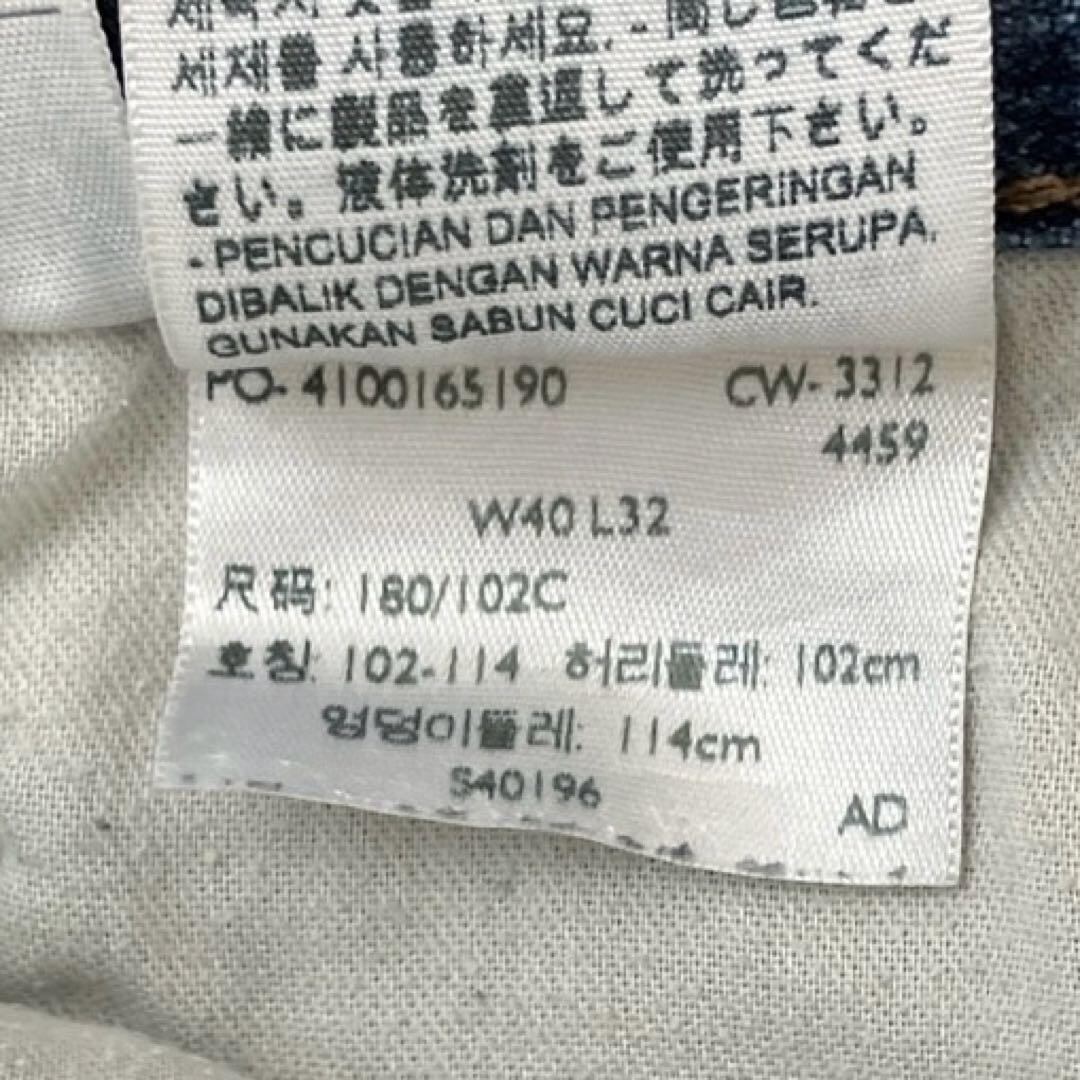 세제를 사용하세요. - 同じ色和
一緒に製品を裏返しして洗ってくだ
さい。液体洗剤をご使用下さい。
- PENCUCIAN DAN PENGERINGAN
DIBALIK DENGAN WARNA SERUPA.
GUNAKAN SABUN CUCI CAIR.
PO- 4100165190 CW- 3312
4459
W40 L32
尺码: 180/102C
호칭: 102-114 허리둘레: 102cm
엉덩이둘레: 114cm
S40196
AD